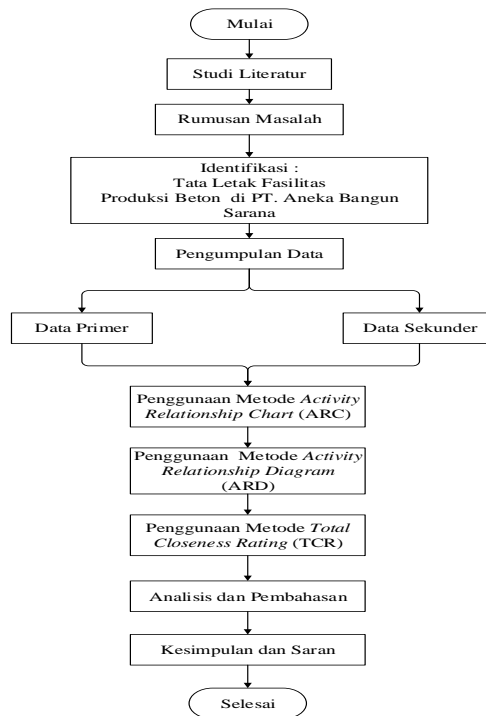 Mulai
Studi Literatur
Rumusan Masalah
Identifikasi :
Tata Letak Fasilitas
Produksi Beton di PT. Aneka Bangun
Sarana
Pengumpulan Data
Data Primer
Data Sekunder
Penggunaan Metode Activity
Relationship Chart (ARC)
Penggunaan Metode Activity
Relationship Diagram
(ARD)
Penggunaan Metode Total
Closeness Rating (TCR)
Analisis dan Pembahasan
Kesimpulan dan Saran
Selesai